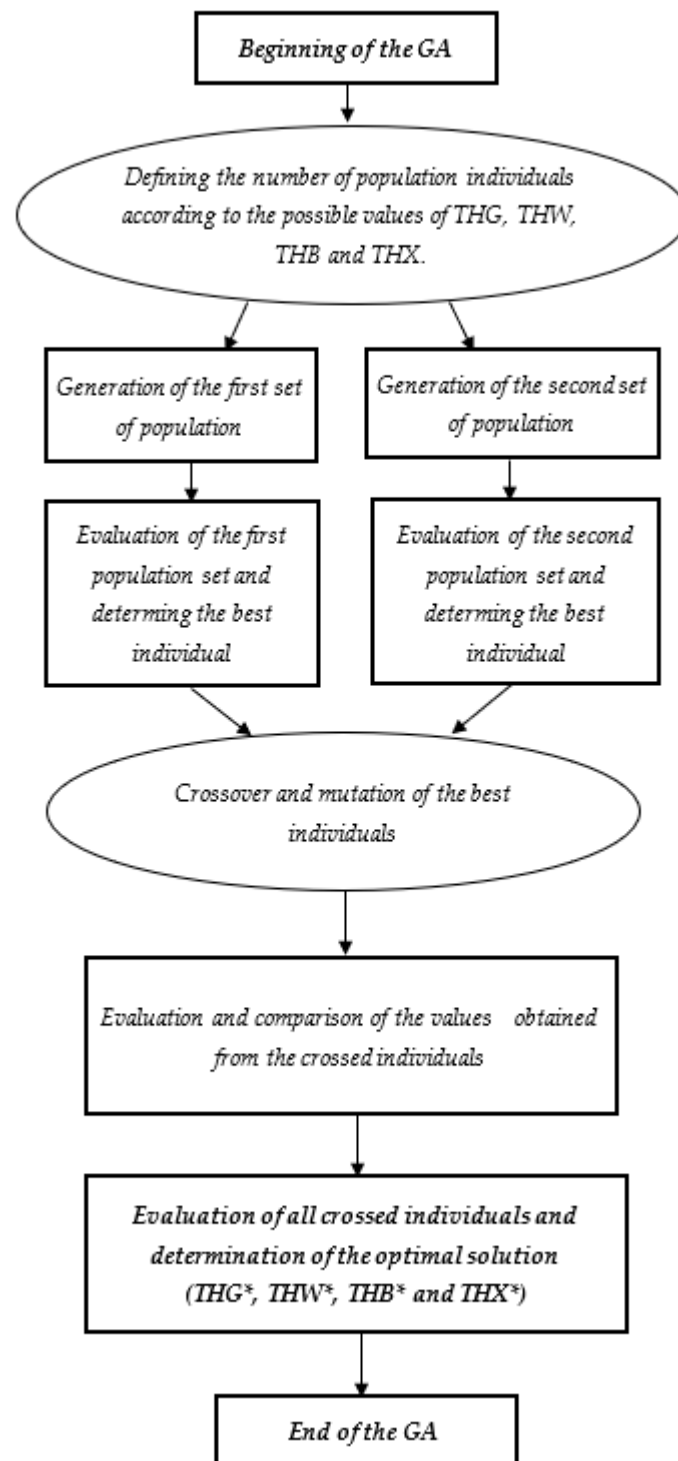 Beginning of the GA
Defining the number of population individuals
according to the possible values of THG, THW,
THB and THX.
Generation of the first set
of population
Generation of the second set
of population
Evaluation of the first
population set and
determing the best
individual
Evaluation of the second
population set and
determing the best
individual
Crossover and mutation of the best
individuals
Evaluation and comparison of the values obtained
from the crossed individuals
Evaluation of all crossed individuals and
determination of the optimal solution
(THG*, THW*, THB* and THX*)
End of the GA